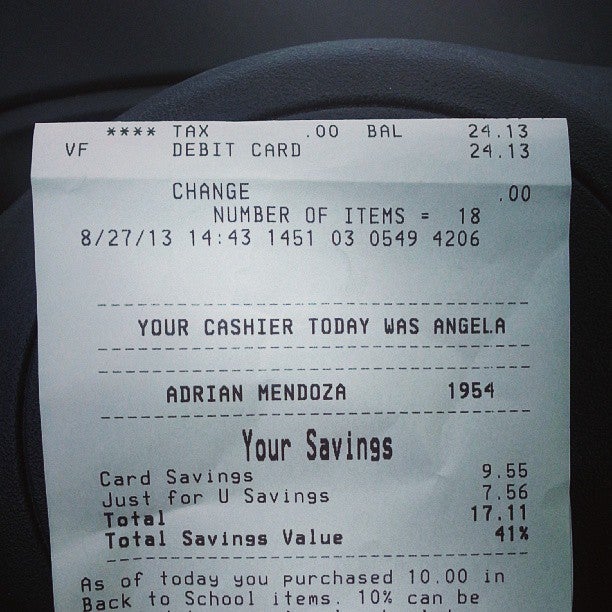 **** TAX .00 BAL 24.13
VF DEBIT CARD 24.13
CHANGE .00
NUMBER OF ITEMS = 18
8/27/13 14:43 1451 03 0549 4206
YOUR CASHIER TODAY WAS ANGELA
ADRIAN MENDOZA 1954
Your Savings
Card Savings 9.55
Just for U Savings 7.56
Total 17.11
Total Savings Value 41%
As of today you purchased 10.00 in
Back to School items. 10% can be